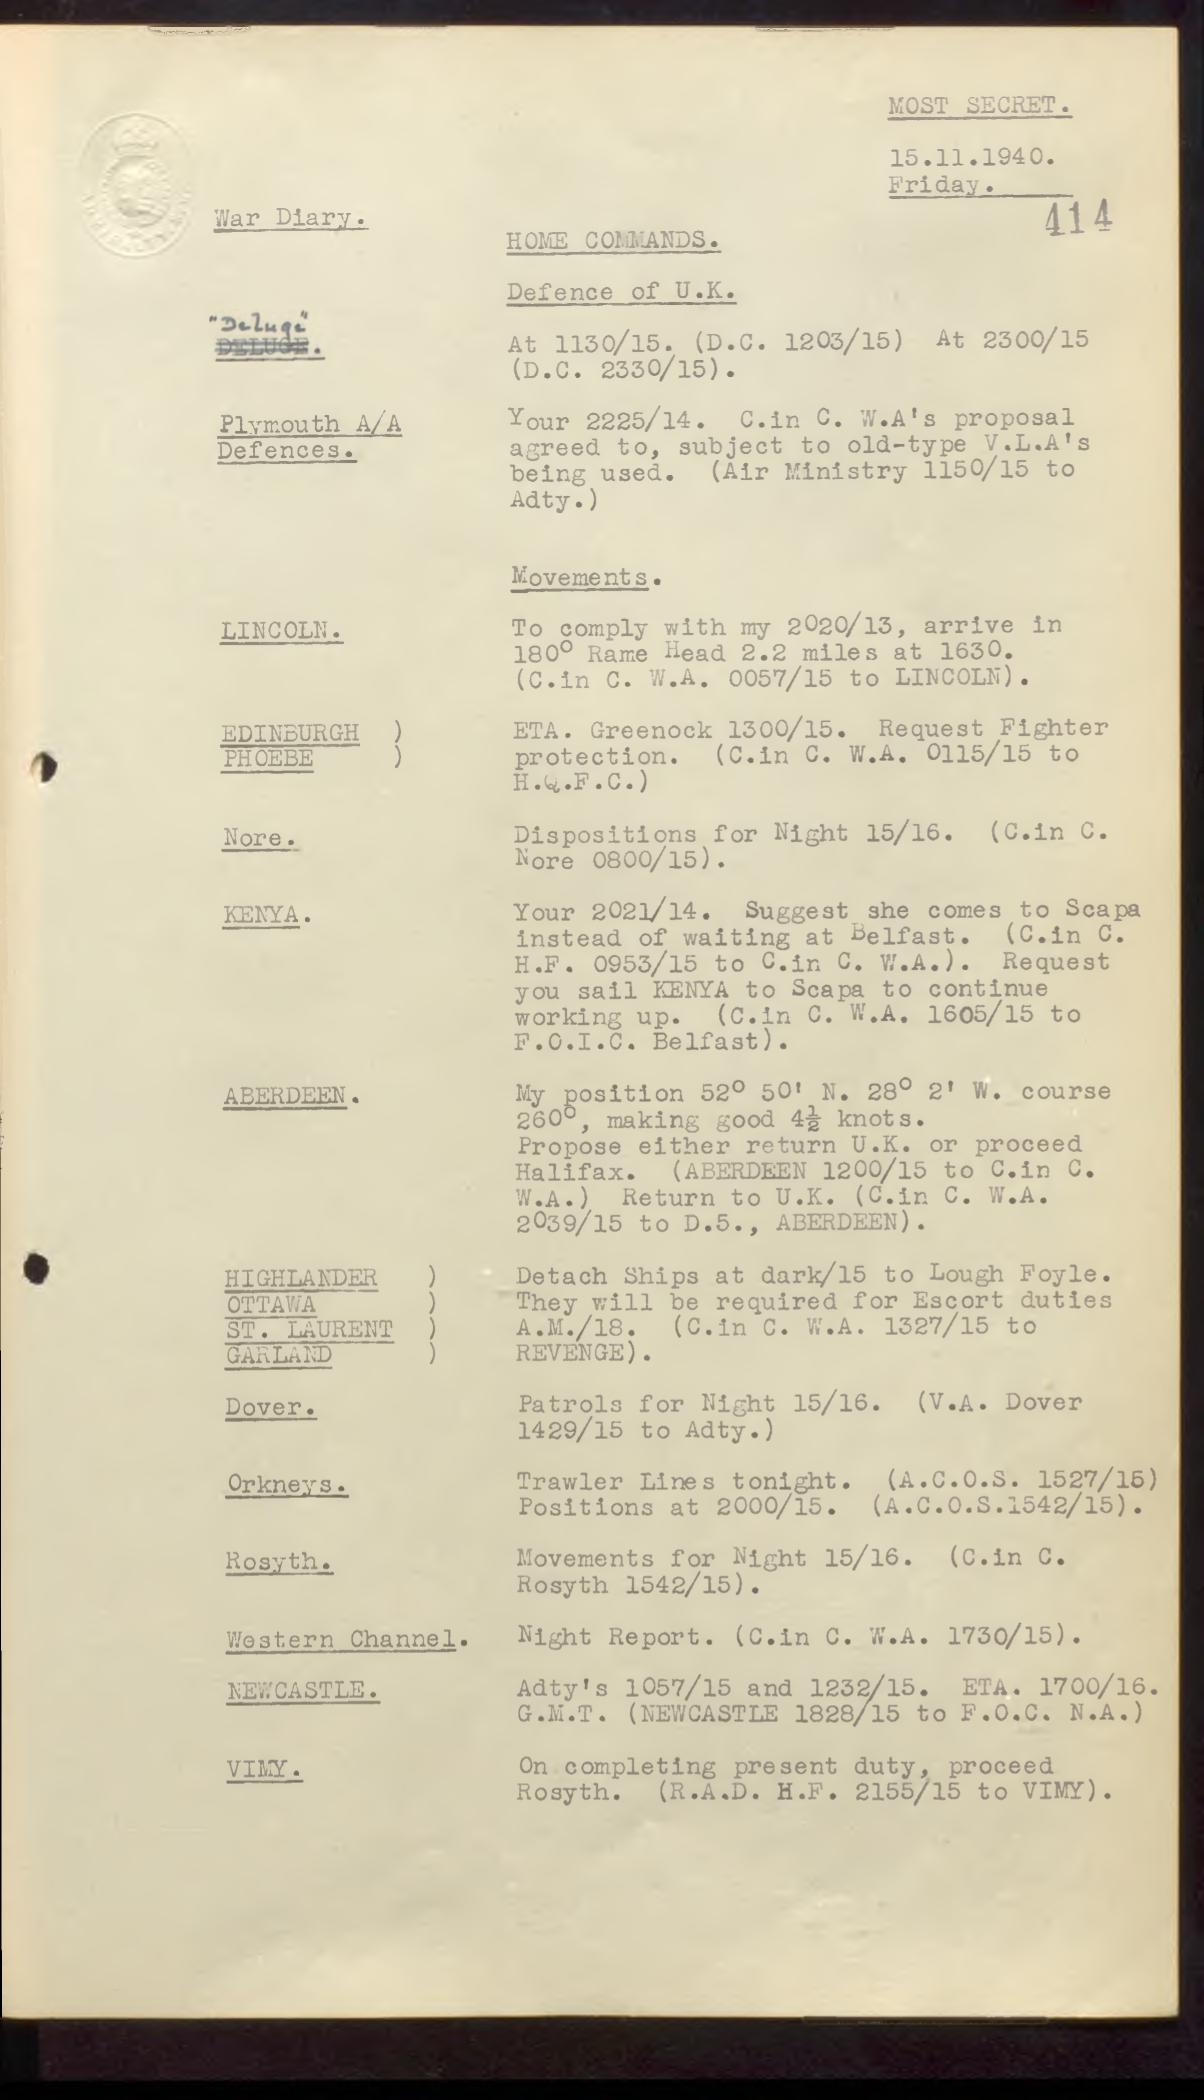 MOST SECRET.
15.11.1940.
Friday.
414
War Diary.
HOME COMMANDS.
Defence of U.K.
"Deluge"
DELUGE.
At 1130/15. (D.C. 1203/15) At 2300/15
(D.C. 2330/15).
Plymouth A/A
Defences.
Your 2225/14. C.in C. W.A's proposal
agreed to, subject to old-type V.L.A's
being used. (Air Ministry 1150/15 to
Adty.)
Movements.
LINCOLN.
To comply with my 2020/13, arrive in
180° Rame Head 2.2 miles at 1630.
(C.in C. W.A. 0057/15 to LINCOLN).
EDINBURGH )
PHOEBE )
ETA. Greenock 1300/15. Request Fighter
protection. (C.in C. W.A. 0115/15 to
H.Q.F.C.)
Nore.
Dispositions for Night 15/16. (C.in C.
Nore 0800/15).
KENYA.
Your 2021/14. Suggest she comes to Scapa
instead of waiting at Belfast. (C.in C.
H.F. 0953/15 to C.in C. W.A.). Request
you sail KENYA to Scapa to continue
working up. (C.in C. W.A. 1605/15 to
F.O.I.C. Belfast).
ABERDEEN.
My position 52° 50' N. 28° 2' W. course
260°, making good 4½ knots.
Propose either return U.K. or proceed
Halifax. (ABERDEEN 1200/15 to C.in C.
W.A.) Return to U.K. (C.in C. W.A.
2039/15 to D.5., ABERDEEN).
HIGHLANDER )
OTTAWA )
ST. LAURENT )
GARLAND )
Detach Ships at dark/15 to Lough Foyle.
They will be required for Escort duties
A.M./18. (C.in C. W.A. 1327/15 to
REVENGE).
Dover.
Patrols for Night 15/16. (V.A. Dover
1429/15 to Adty.)
Orkneys.
Trawler Lines tonight. (A.C.O.S. 1527/15)
Positions at 2000/15. (A.C.O.S.1542/15).
Rosyth.
Movements for Night 15/16. (C.in C.
Rosyth 1542/15).
Western Channel.
Night Report. (C.in C. W.A. 1730/15).
NEWCASTLE.
Adty's 1057/15 and 1232/15. ETA. 1700/16.
G.M.T. (NEWCASTLE 1828/15 to F.O.C. N.A.)
VIMY.
On completing present duty, proceed
Rosyth. (R.A.D. H.F. 2155/15 to VIMY).